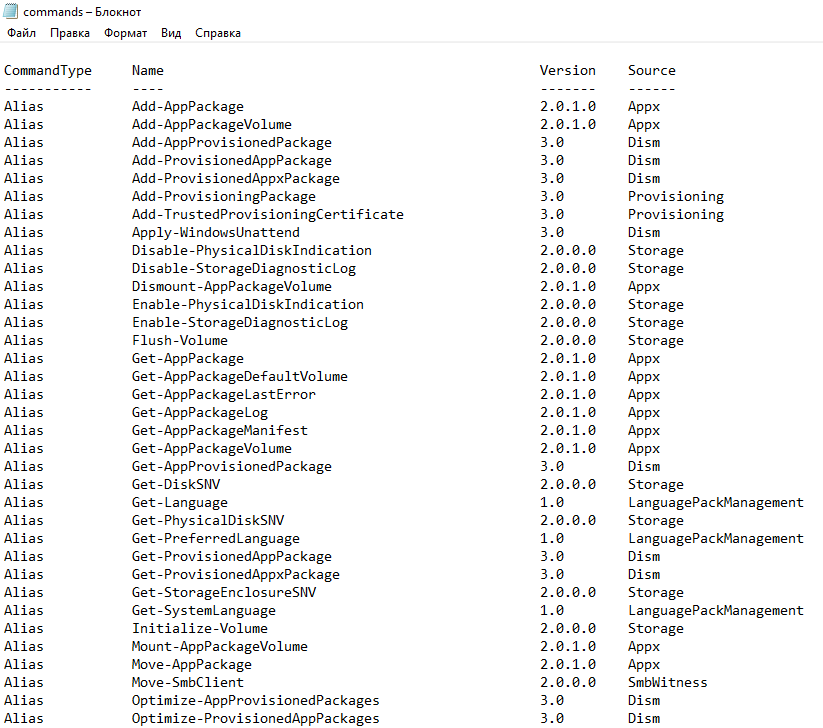 commands – Блокнот
Файл Правка Формат Вид Справка
CommandType Name Version Source
----------- ---- ------- ------
Alias Add-AppPackage 2.0.1.0 Appx
Alias Add-AppPackageVolume 2.0.1.0 Appx
Alias Add-AppProvisionedPackage 3.0 Dism
Alias Add-ProvisionedAppPackage 3.0 Dism
Alias Add-ProvisionedAppxPackage 3.0 Dism
Alias Add-ProvisioningPackage 3.0 Provisioning
Alias Add-TrustedProvisioningCertificate 3.0 Provisioning
Alias Apply-WindowsUnattend 3.0 Dism
Alias Disable-PhysicalDiskIndication 2.0.0.0 Storage
Alias Disable-StorageDiagnosticLog 2.0.0.0 Storage
Alias Dismount-AppPackageVolume 2.0.1.0 Appx
Alias Enable-PhysicalDiskIndication 2.0.0.0 Storage
Alias Enable-StorageDiagnosticLog 2.0.0.0 Storage
Alias Flush-Volume 2.0.0.0 Storage
Alias Get-AppPackage 2.0.1.0 Appx
Alias Get-AppPackageDefaultVolume 2.0.1.0 Appx
Alias Get-AppPackageLastError 2.0.1.0 Appx
Alias Get-AppPackageLog 2.0.1.0 Appx
Alias Get-AppPackageManifest 2.0.1.0 Appx
Alias Get-AppPackageVolume 2.0.1.0 Appx
Alias Get-AppProvisionedPackage 3.0 Dism
Alias Get-DiskSNV 2.0.0.0 Storage
Alias Get-Language 1.0 LanguagePackManagement
Alias Get-PhysicalDiskSNV 2.0.0.0 Storage
Alias Get-PreferredLanguage 1.0 LanguagePackManagement
Alias Get-ProvisionedAppPackage 3.0 Dism
Alias Get-ProvisionedAppxPackage 3.0 Dism
Alias Get-StorageEnclosureSNV 2.0.0.0 Storage
Alias Get-SystemLanguage 1.0 LanguagePackManagement
Alias Initialize-Volume 2.0.0.0 Storage
Alias Mount-AppPackageVolume 2.0.1.0 Appx
Alias Move-AppPackage 2.0.1.0 Appx
Alias Move-SmbClient 2.0.0.0 SmbWitness
Alias Optimize-AppProvisionedPackages 3.0 Dism
Alias Optimize-ProvisionedAppPackages 3.0 Dism